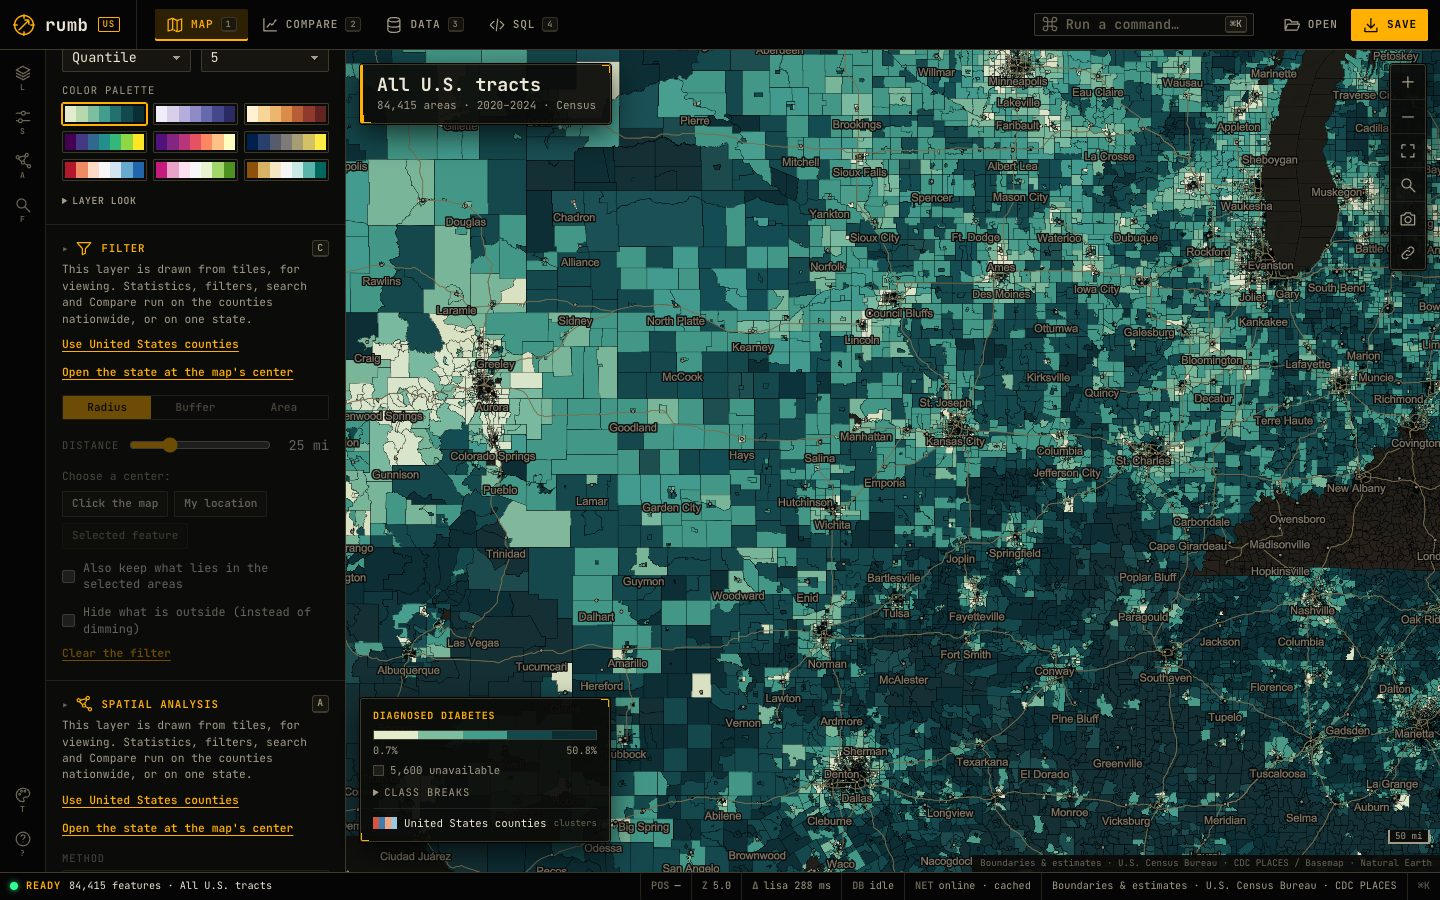 rumb US
MAP 1
COMPARE 2
DATA 3
SQL 4
Run a command… ⌘K
OPEN
SAVE
L
S
A
F
T
?
Quantile
5
COLOR PALETTE
LAYER LOOK
FILTER C
This layer is drawn from tiles, for
viewing. Statistics, filters, search
and Compare run on the counties
nationwide, or on one state.
Use United States counties
Open the state at the map's center
Radius Buffer Area
DISTANCE 25 mi
Choose a center:
Click the map My location
Selected feature
Also keep what lies in the
selected areas
Hide what is outside (instead of
dimming)
Clear the filter
SPATIAL ANALYSIS A
This layer is drawn from tiles, for
viewing. Statistics, filters, search
and Compare run on the counties
nationwide, or on one state.
Use United States counties
Open the state at the map's center
METHOD
All U.S. tracts
84,415 areas · 2020–2024 · Census
Aberdeen
Willmar
Minneapolis
Eau Claire
Wausau
Marinette
Petoskey
Traverse Ci
Lakeville
Gillette
Pierre
Brookings
Faribault
Appleton
Cadilla
Mitchell
Sioux Falls
Albert Lea
La Crosse
Sheboygan
Muskegon
Spencer
Mason City
Waukesha
Douglas
Chadron
Yankton
Sioux City
Ft. Dodge
Waterloo
Dubuque
Rockford
Battle
Alliance
Norfolk
Ames
Evanston
Rawlins
Des Moines
Iowa City
Joliet
Gary
South Bend
Laramie
Sidney
North Platte
Council Bluffs
Ottumwa
Galesburg
Kankakee
Lincoln
Kearney
Craig
Greeley
McCook
Kirksville
Bloomington
Lafayette
Marion
Muncie
Aurora
St. Joseph
Quincy
Decatur
Richmond
enwood Springs
Goodland
Manhattan
Kansas City
Terre Haute
Covington
Colorado Springs
Hays
Salina
Columbia
St. Charles
Gunnison
Jefferson City
Pueblo
Emporia
New Albany
Lamar
Garden City
Hutchinson
Wichita
Carbondale
Owensboro
rango
Trinidad
Joplin
Springfield
Cape Girardeau
Madisonville
Lond
gton
Guymon
Bartlesville
Poplar Bluff
Hopkinsville
Woodward
Enid
Dalhart
Tulsa
Fayetteville
Paragould
Nashville
Oak Rid
Las Vegas
Jackson
Columbia
Albuquerque
Tucumcari
Amarillo
Norman
Fort Smith
Hereford
McAlester
Conway
Southaven
Florence
Dalton
Lawton
Vernon
Ardmore
Pine Bluff
Tupelo
Gadsden
Marietta
ubbock
Sherman
Denton
Texarkana
El Dorado
Greenville
Tuscaloosa
Dallas
La Grange
Auburn
Big Spring
Abilene
Cleburne
Longview
Monroe
Vicksburg
Meridian
Selma
Odessa
Ciudad Juárez
Pecos
San Angelo
Brownwood
Waco
Nacogdocl
DIAGNOSED DIABETES
0.7% 50.8%
5,600 unavailable
CLASS BREAKS
United States counties clusters
50 mi
Boundaries & estimates · U.S. Census Bureau · CDC PLACES / Basemap · Natural Earth
READY 84,415 features · All U.S. tracts
POS —
Z 5.0
Δ lisa 288 ms
DB idle
NET online · cached
Boundaries & estimates · U.S. Census Bureau · CDC PLACES
⌘K